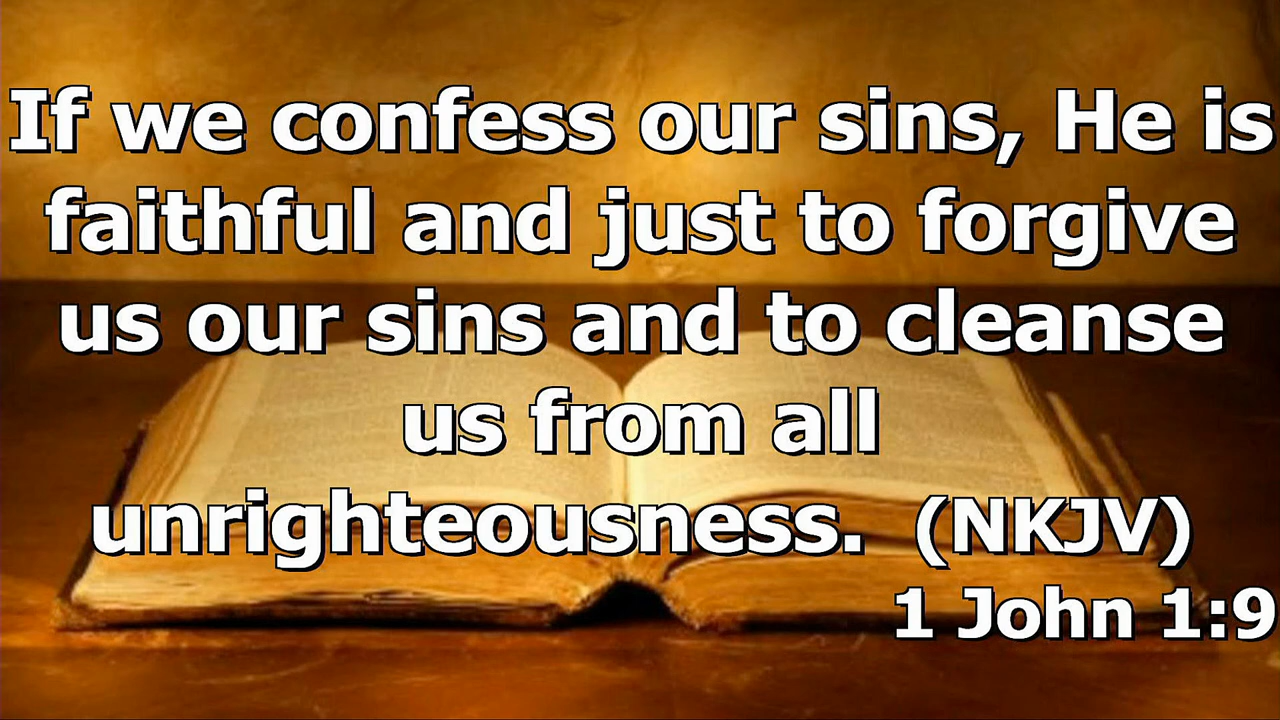 If we confess our sins, He is
faithful and just to forgive
us our sins and to cleanse
us from all
unrighteousness.  (NKJV)
1 John 1:9